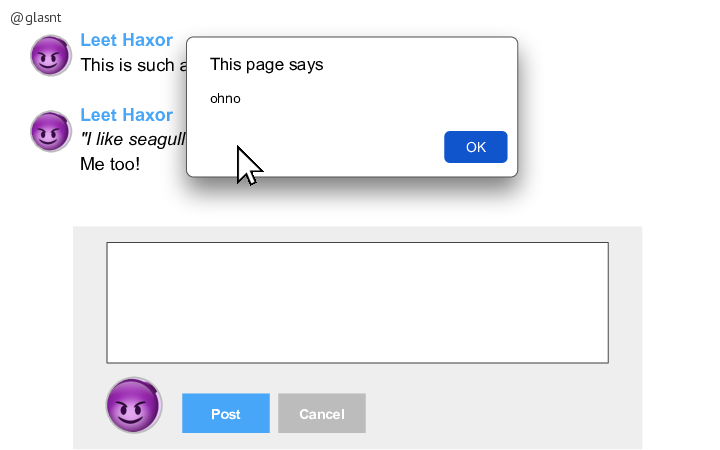 @glasnt
Leet Haxor
This is such a
This page says
ohno
Leet Haxor
"I like seagull
Me too!
OK
Post
Cancel